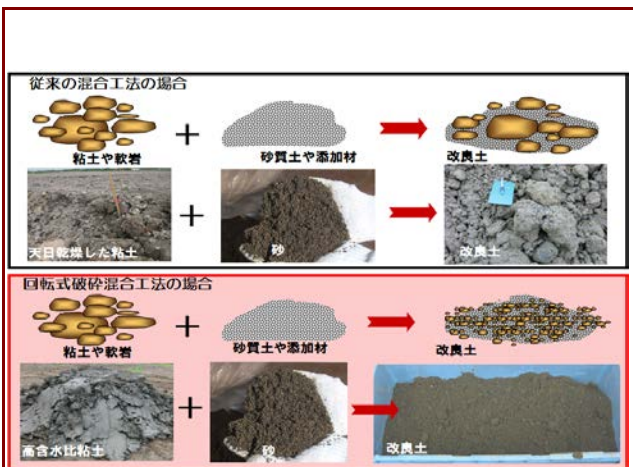 従来の混合工法の場合
粘土や軟岩
砂質土や添加材
改良土
天日乾燥した粘土
砂
改良土
回転式破砕混合工法の場合
粘土や軟岩
砂質土や添加材
改良土
高含水比粘土
砂
改良土